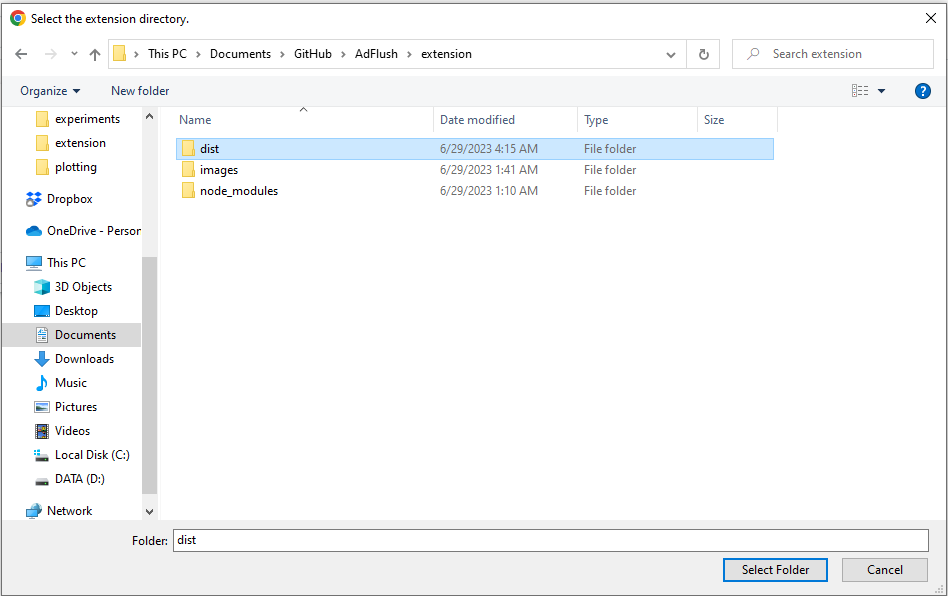 Select the extension directory.
This PC > Documents > GitHub > AdFlush > extension
Search extension
Organize
New folder
experiments
extension
plotting
Dropbox
OneDrive - Person
This PC
3D Objects
Desktop
Documents
Downloads
Music
Pictures
Videos
Local Disk (C:)
DATA (D:)
Network
Name Date modified Type Size
dist 6/29/2023 4:15 AM File folder
images 6/29/2023 1:41 AM File folder
node_modules 6/29/2023 1:10 AM File folder
Folder: dist
Select Folder Cancel